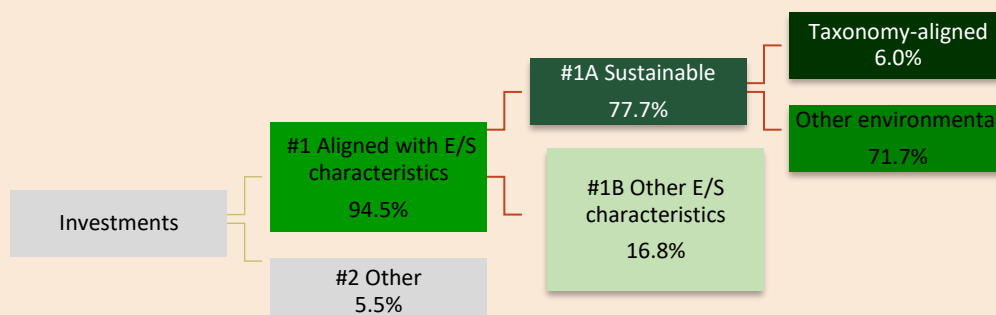 Taxonomy-aligned
6.0%
#1A Sustainable
77.7%
Other environmenta
71.7%
#1 Aligned with E/S
characteristics
94.5%
#1B Other E/S
characteristics
16.8%
Investments
#2 Other
5.5%